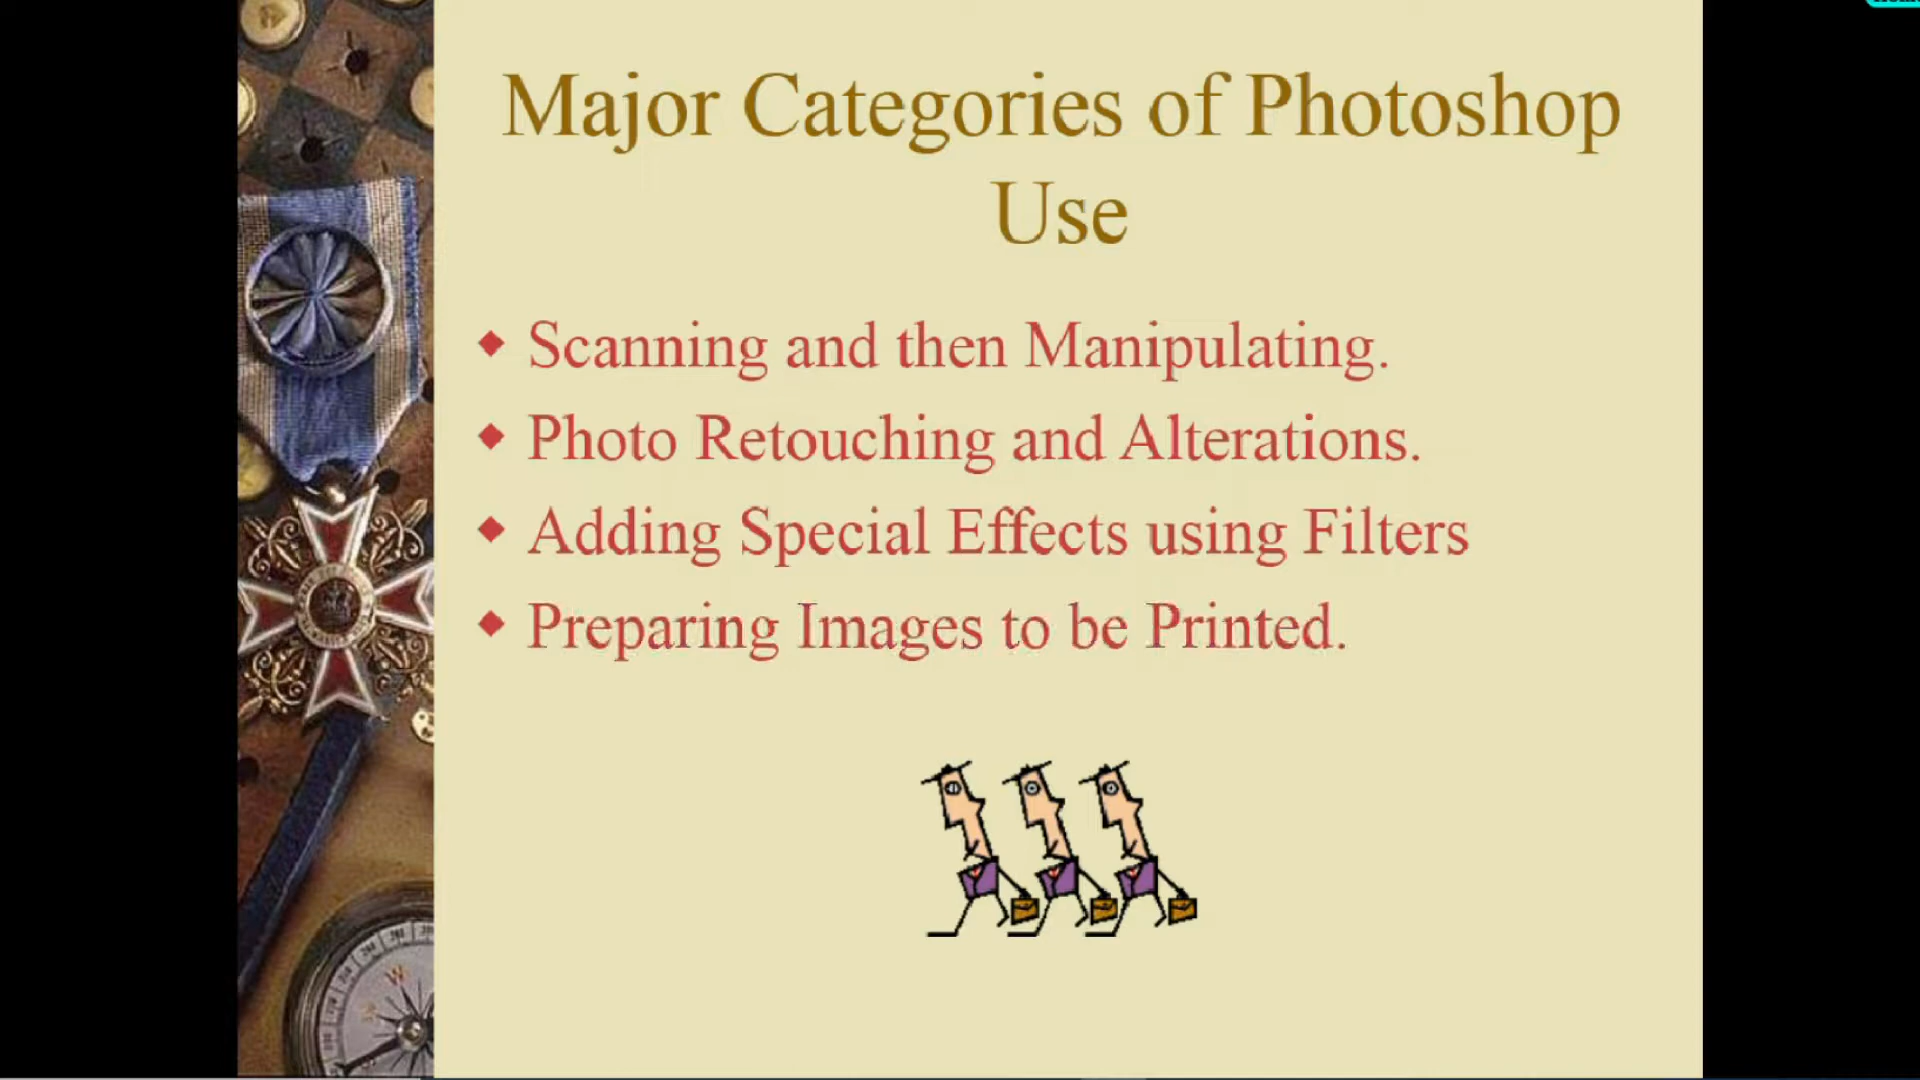 Major Categories of Photoshop
Use
Scanning and then Manipulating.
Photo Retouching and Alterations.
Adding Special Effects using Filters
Preparing Images to be Printed.